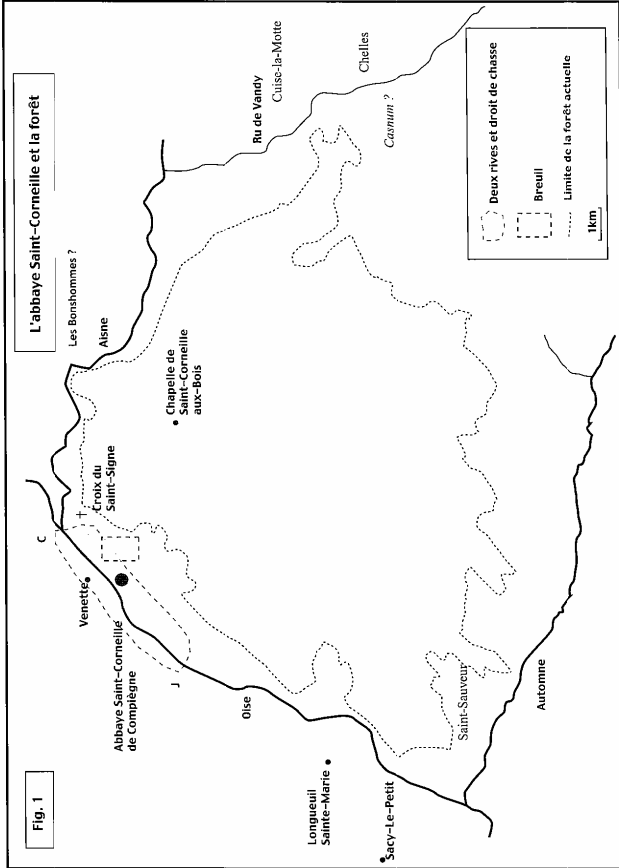 Fig. 1
L'abbaye Saint-Corneille et la forêt
C
Les Bonshommes ?
Aisne
Ru de Vandy
Cuise-la-Motte
Chelles
Casnum ?
Venette
Croix du
Saint-Signe
Chapelle de
Saint-Corneille
aux-Bois
Abbaye Saint-Corneille
de Compiègne
J
Oise
Longueuil
Sainte-Marie
Sacy-Le-Petit
Saint-Sauveur
Automne
Deux rives et droit de chasse
Breuil
Limite de la forêt actuelle
1km